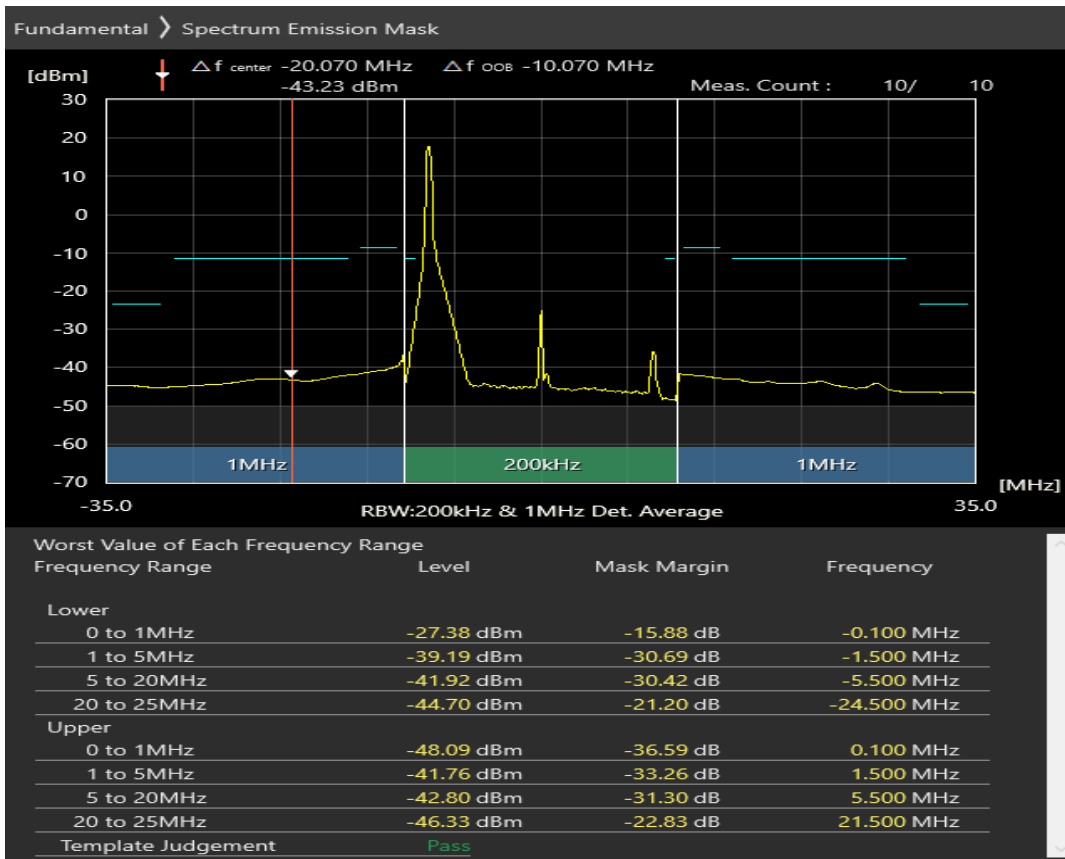 Fundamental ❯ Spectrum Emission Mask
[dBm] △f center -20.070 MHz △f OOB -10.070 MHz
-43.23 dBm Meas. Count : 10/ 10
30
20
10
0
-10
-20
-30
-40
-50
-60
1MHz 200kHz 1MHz
-70
[MHz]
-35.0 RBW:200kHz & 1MHz Det. Average 35.0
Worst Value of Each Frequency Range
Frequency Range Level Mask Margin Frequency
Lower
0 to 1MHz -27.38 dBm -15.88 dB -0.100 MHz
1 to 5MHz -39.19 dBm -30.69 dB -1.500 MHz
5 to 20MHz -41.92 dBm -30.42 dB -5.500 MHz
20 to 25MHz -44.70 dBm -21.20 dB -24.500 MHz
Upper
0 to 1MHz -48.09 dBm -36.59 dB 0.100 MHz
1 to 5MHz -41.76 dBm -33.26 dB 1.500 MHz
5 to 20MHz -42.80 dBm -31.30 dB 5.500 MHz
20 to 25MHz -46.33 dBm -22.83 dB 21.500 MHz
Template Judgement Pass